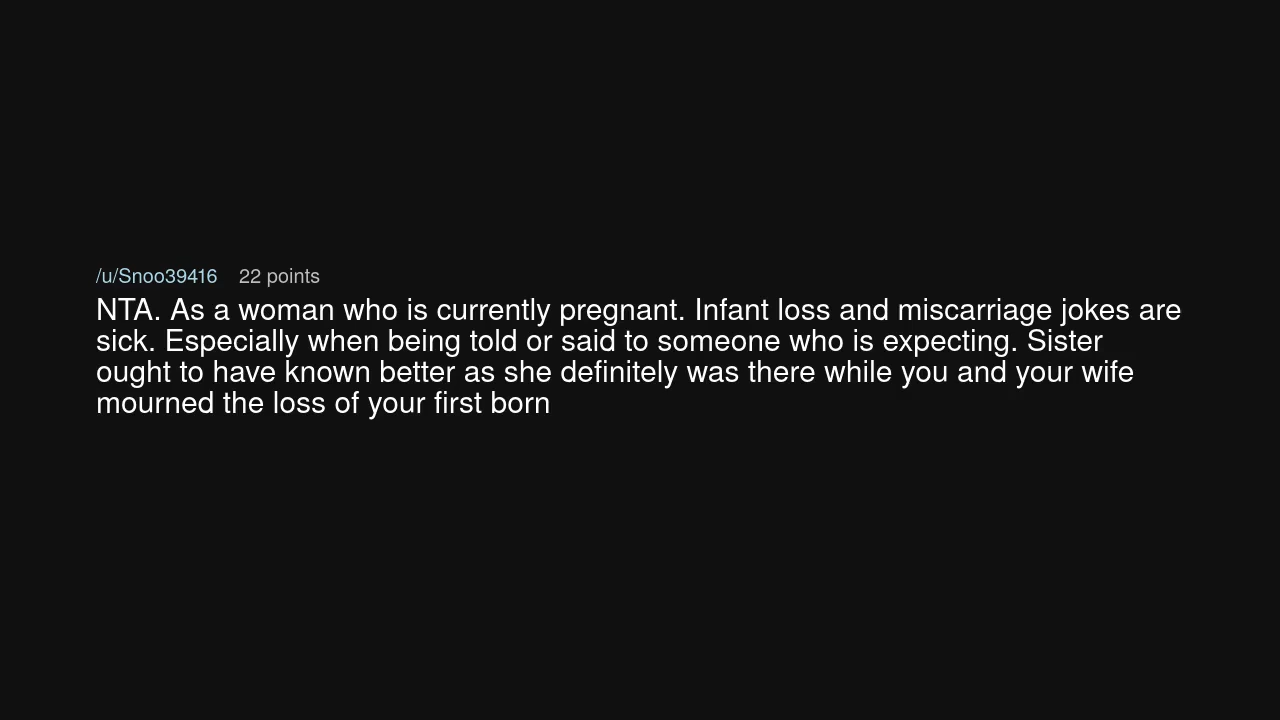 /u/Snoo39416 22 points
NTA. As a woman who is currently pregnant. Infant loss and miscarriage jokes are
sick. Especially when being told or said to someone who is expecting. Sister
ought to have known better as she definitely was there while you and your wife
mourned the loss of your first born